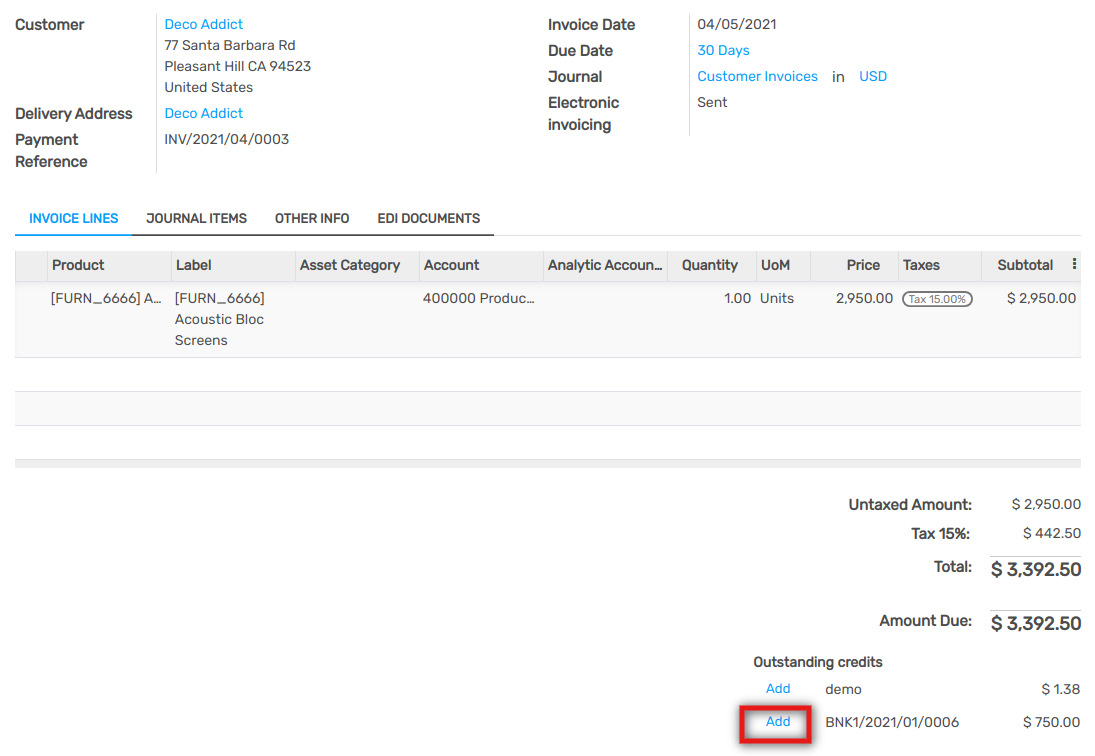 Customer
Deco Addict
77 Santa Barbara Rd
Pleasant Hill CA 94523
United States
Delivery Address
Deco Addict
Payment Reference
INV/2021/04/0003
Invoice Date
04/05/2021
Due Date
30 Days
Journal
Customer Invoices in USD
Electronic invoicing
Sent
INVOICE LINES JOURNAL ITEMS OTHER INFO EDI DOCUMENTS
Product Label Asset Category Account Analytic Accoun... Quantity UoM Price Taxes Subtotal
[FURN_6666] A... [FURN_6666] 400000 Produc... 1.00 Units 2,950.00 Tax 15.00% $ 2,950.00
Acoustic Bloc
Screens
Untaxed Amount: $ 2,950.00
Tax 15%: $ 442.50
Total: $ 3,392.50
Amount Due: $ 3,392.50
Outstanding credits
Add demo $ 1.38
Add BNK1/2021/01/0006 $ 750.00